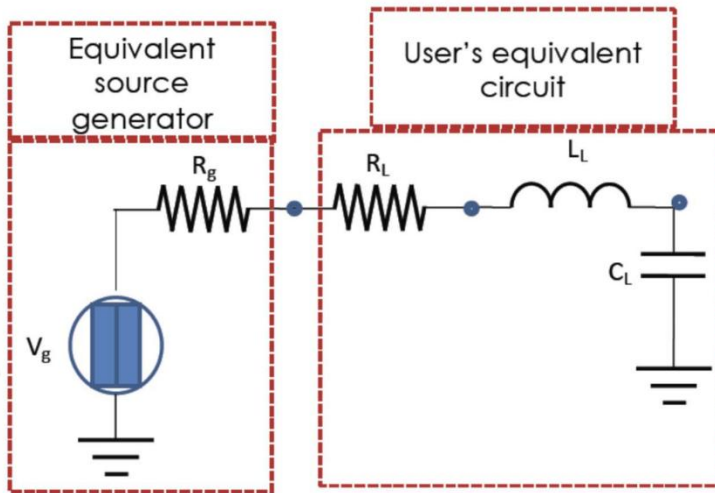 Equivalent
source
generator
User's equivalent
circuit
Rg
RL
LL
CL
Vg